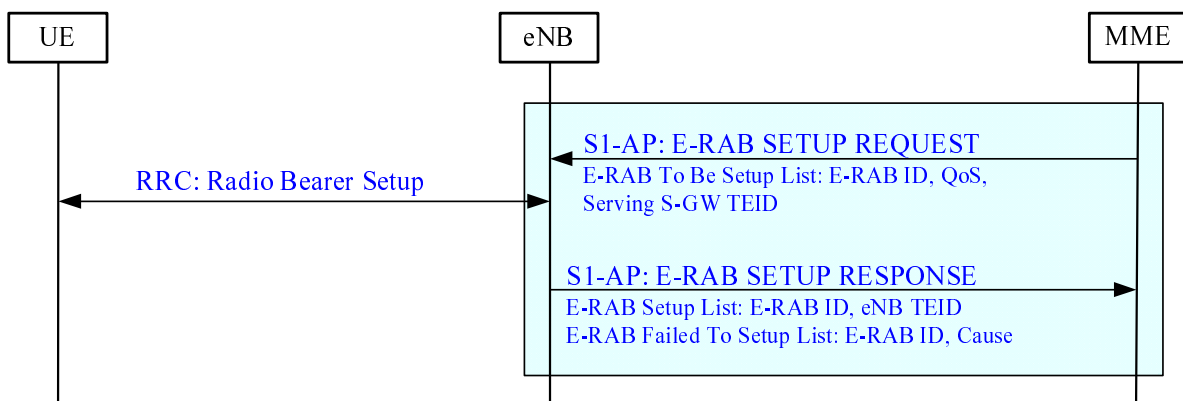 UE
eNB
MME
S1-AP: E-RAB SETUP REQUEST
E-RAB To Be Setup List: E-RAB ID, QoS,
Serving S-GW TEID
RRC: Radio Bearer Setup
S1-AP: E-RAB SETUP RESPONSE
E-RAB Setup List: E-RAB ID, eNB TEID
E-RAB Failed To Setup List: E-RAB ID, Cause